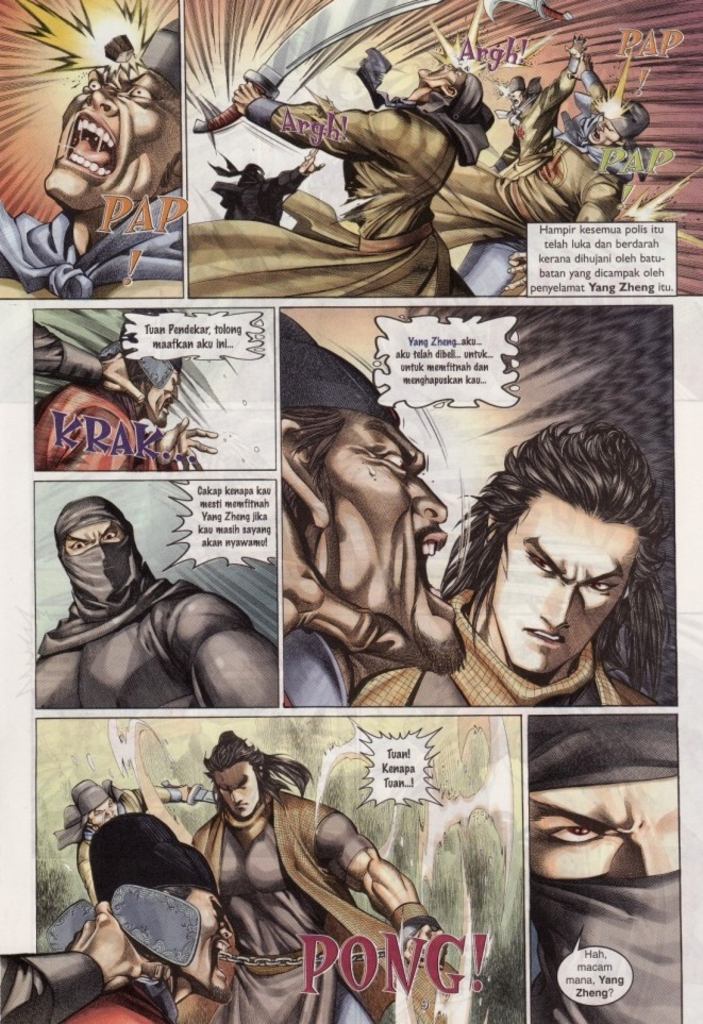 PAP
!
Argh!
Argh!
PAP
!
PAP
!
Hampir kesemua polis itu
telah luka dan berdarah
kerana dihujani oleh batu-
batan yang dicampak oleh
penyelamat Yang Zheng itu.
Tuan Pendekar, tolong
maafkan aku ini...
KRAK...
Yang Zheng...aku...
aku telah dibeli... untuk...
untuk memfitnah dan
menghapuskan kau...
Cakap kenapa kau
mesti memfitnah
Yang Zheng jika
kau masih sayang
akan nyawamu!
Tuan!
Kenapa
Tuan...!
PONG!
Hah,
macam
mana, Yang
Zheng?
9